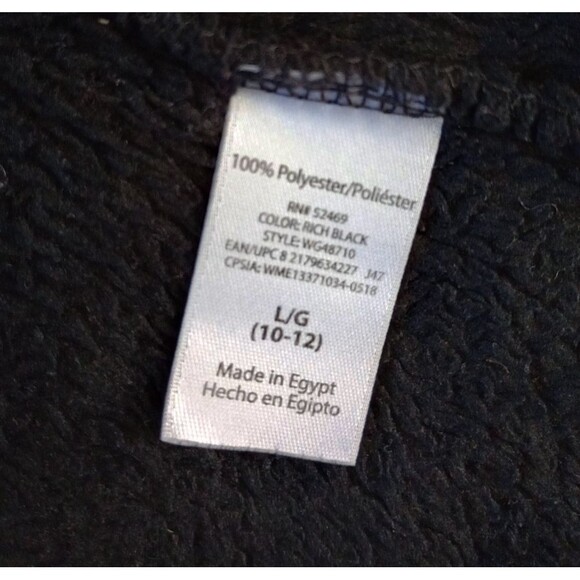 100% Polyester/Poliéster
RN# 52469
COLOR: RICH BLACK
STYLE: WG48710
EAN/UPC 8 2179634227 347
CPSIA: WME13371034-0518
L/G
(10-12)
Made in Egypt
Hecho en Egipto